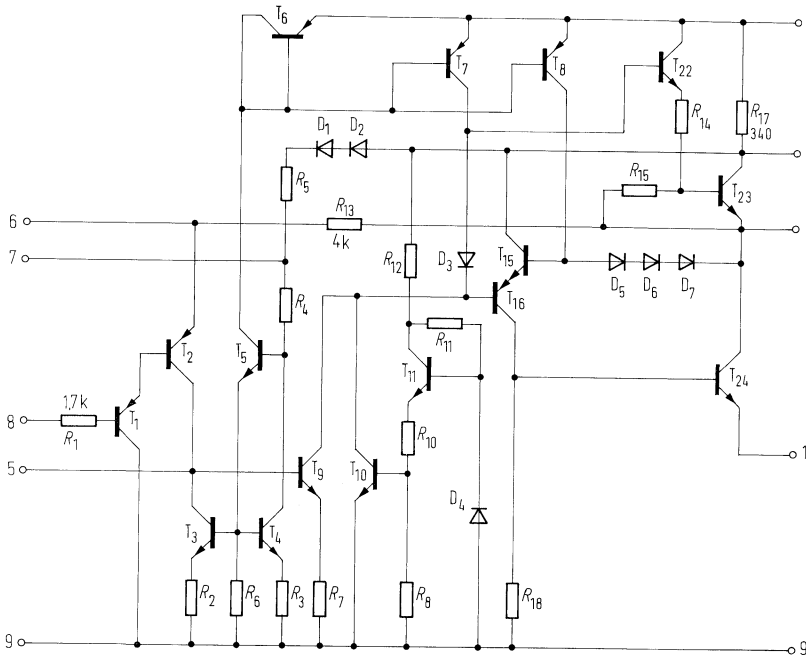 T6
T7
T8
T22
R14
R17
340
D1 D2
R5
R15
T23
6
R13
4k
7
R12
D3
T15
D5 D6 D7
R4
T16
R11
T2
T5
T11
T24
8
1,7k
R1
T1
R10
1
5
T9
T10
D4
T3
T4
R2
R6
R3
R7
R8
R18
9
9